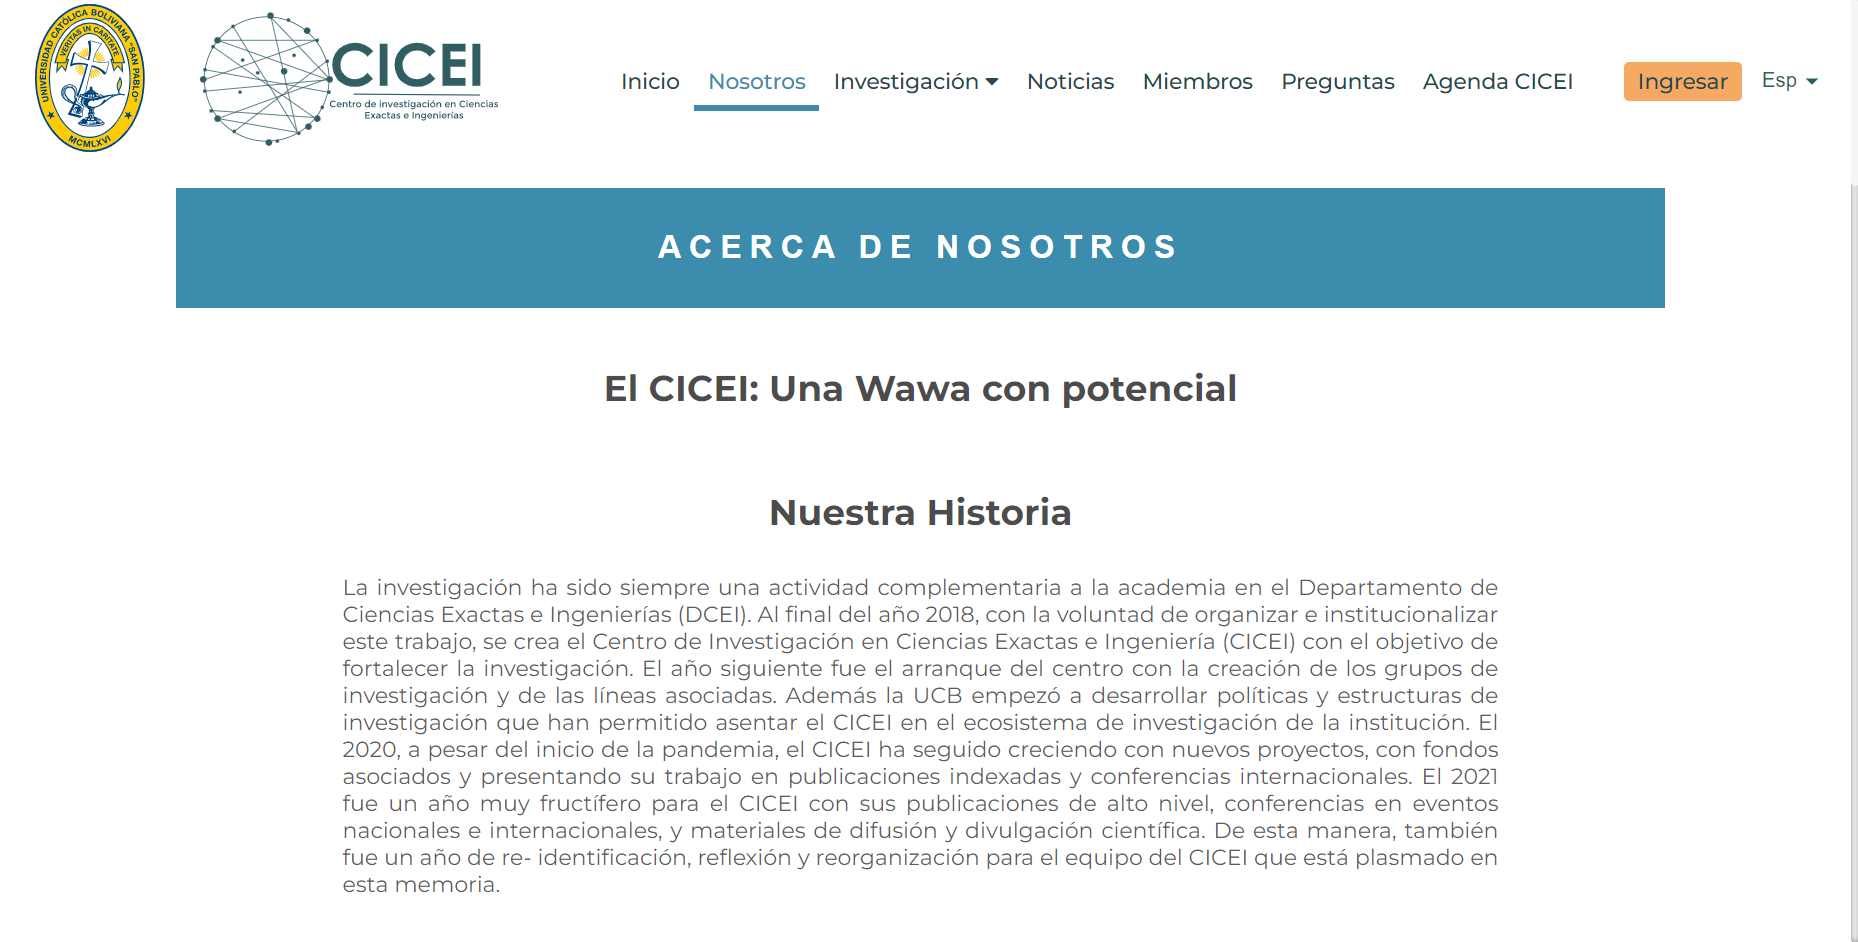 UNIVERSIDAD CATÓLICA BOLIVIANA "SAN PABLO"
VERITAS IN CARITATE
MCMLXVI
CICEI
Centro de investigación en Ciencias
Exactas e Ingenierías
Inicio Nosotros Investigación Noticias Miembros Preguntas Agenda CICEI Ingresar Esp
ACERCA DE NOSOTROS
El CICEI: Una Wawa con potencial
Nuestra Historia
La investigación ha sido siempre una actividad complementaria a la academia en el Departamento de
Ciencias Exactas e Ingenierías (DCEI). Al final del año 2018, con la voluntad de organizar e institucionalizar
este trabajo, se crea el Centro de Investigación en Ciencias Exactas e Ingeniería (CICEI) con el objetivo de
fortalecer la investigación. El año siguiente fue el arranque del centro con la creación de los grupos de
investigación y de las líneas asociadas. Además la UCB empezó a desarrollar políticas y estructuras de
investigación que han permitido asentar el CICEI en el ecosistema de investigación de la institución. El
2020, a pesar del inicio de la pandemia, el CICEI ha seguido creciendo con nuevos proyectos, con fondos
asociados y presentando su trabajo en publicaciones indexadas y conferencias internacionales. El 2021
fue un año muy fructífero para el CICEI con sus publicaciones de alto nivel, conferencias en eventos
nacionales e internacionales, y materiales de difusión y divulgación científica. De esta manera, también
fue un año de re- identificación, reflexión y reorganización para el equipo del CICEI que está plasmado en
esta memoria.